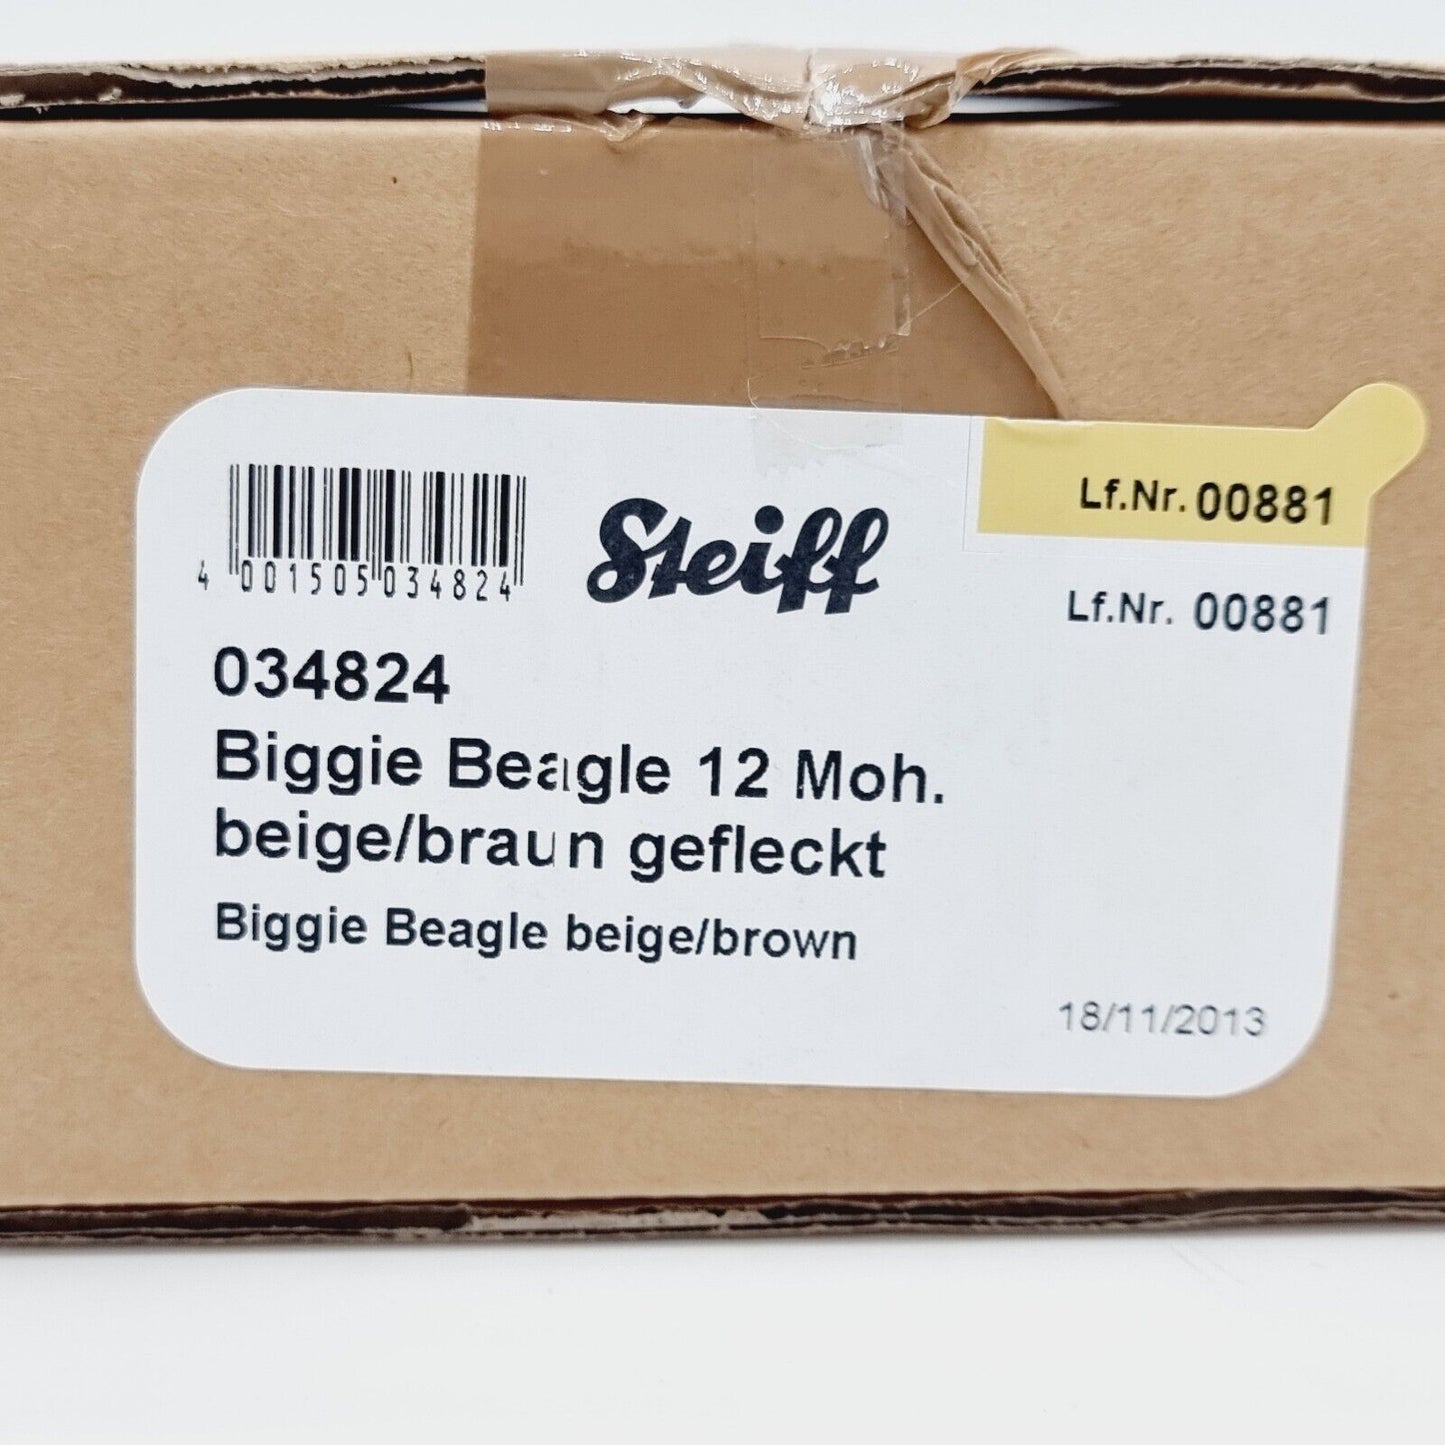 4 001505 034824
Steiff
Lf.Nr. 00881
Lf.Nr. 00881
034824
Biggie Beagle 12 Moh.
beige/braun gefleckt
Biggie Beagle beige/brown
18/11/2013